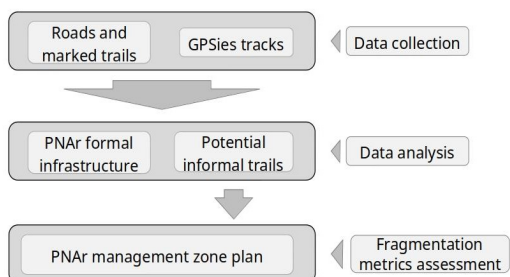 Roads and
marked trails
GPSies tracks
Data collection
PNAr formal
infrastructure
Potential
informal trails
Data analysis
PNAr management zone plan
Fragmentation
metrics assessment